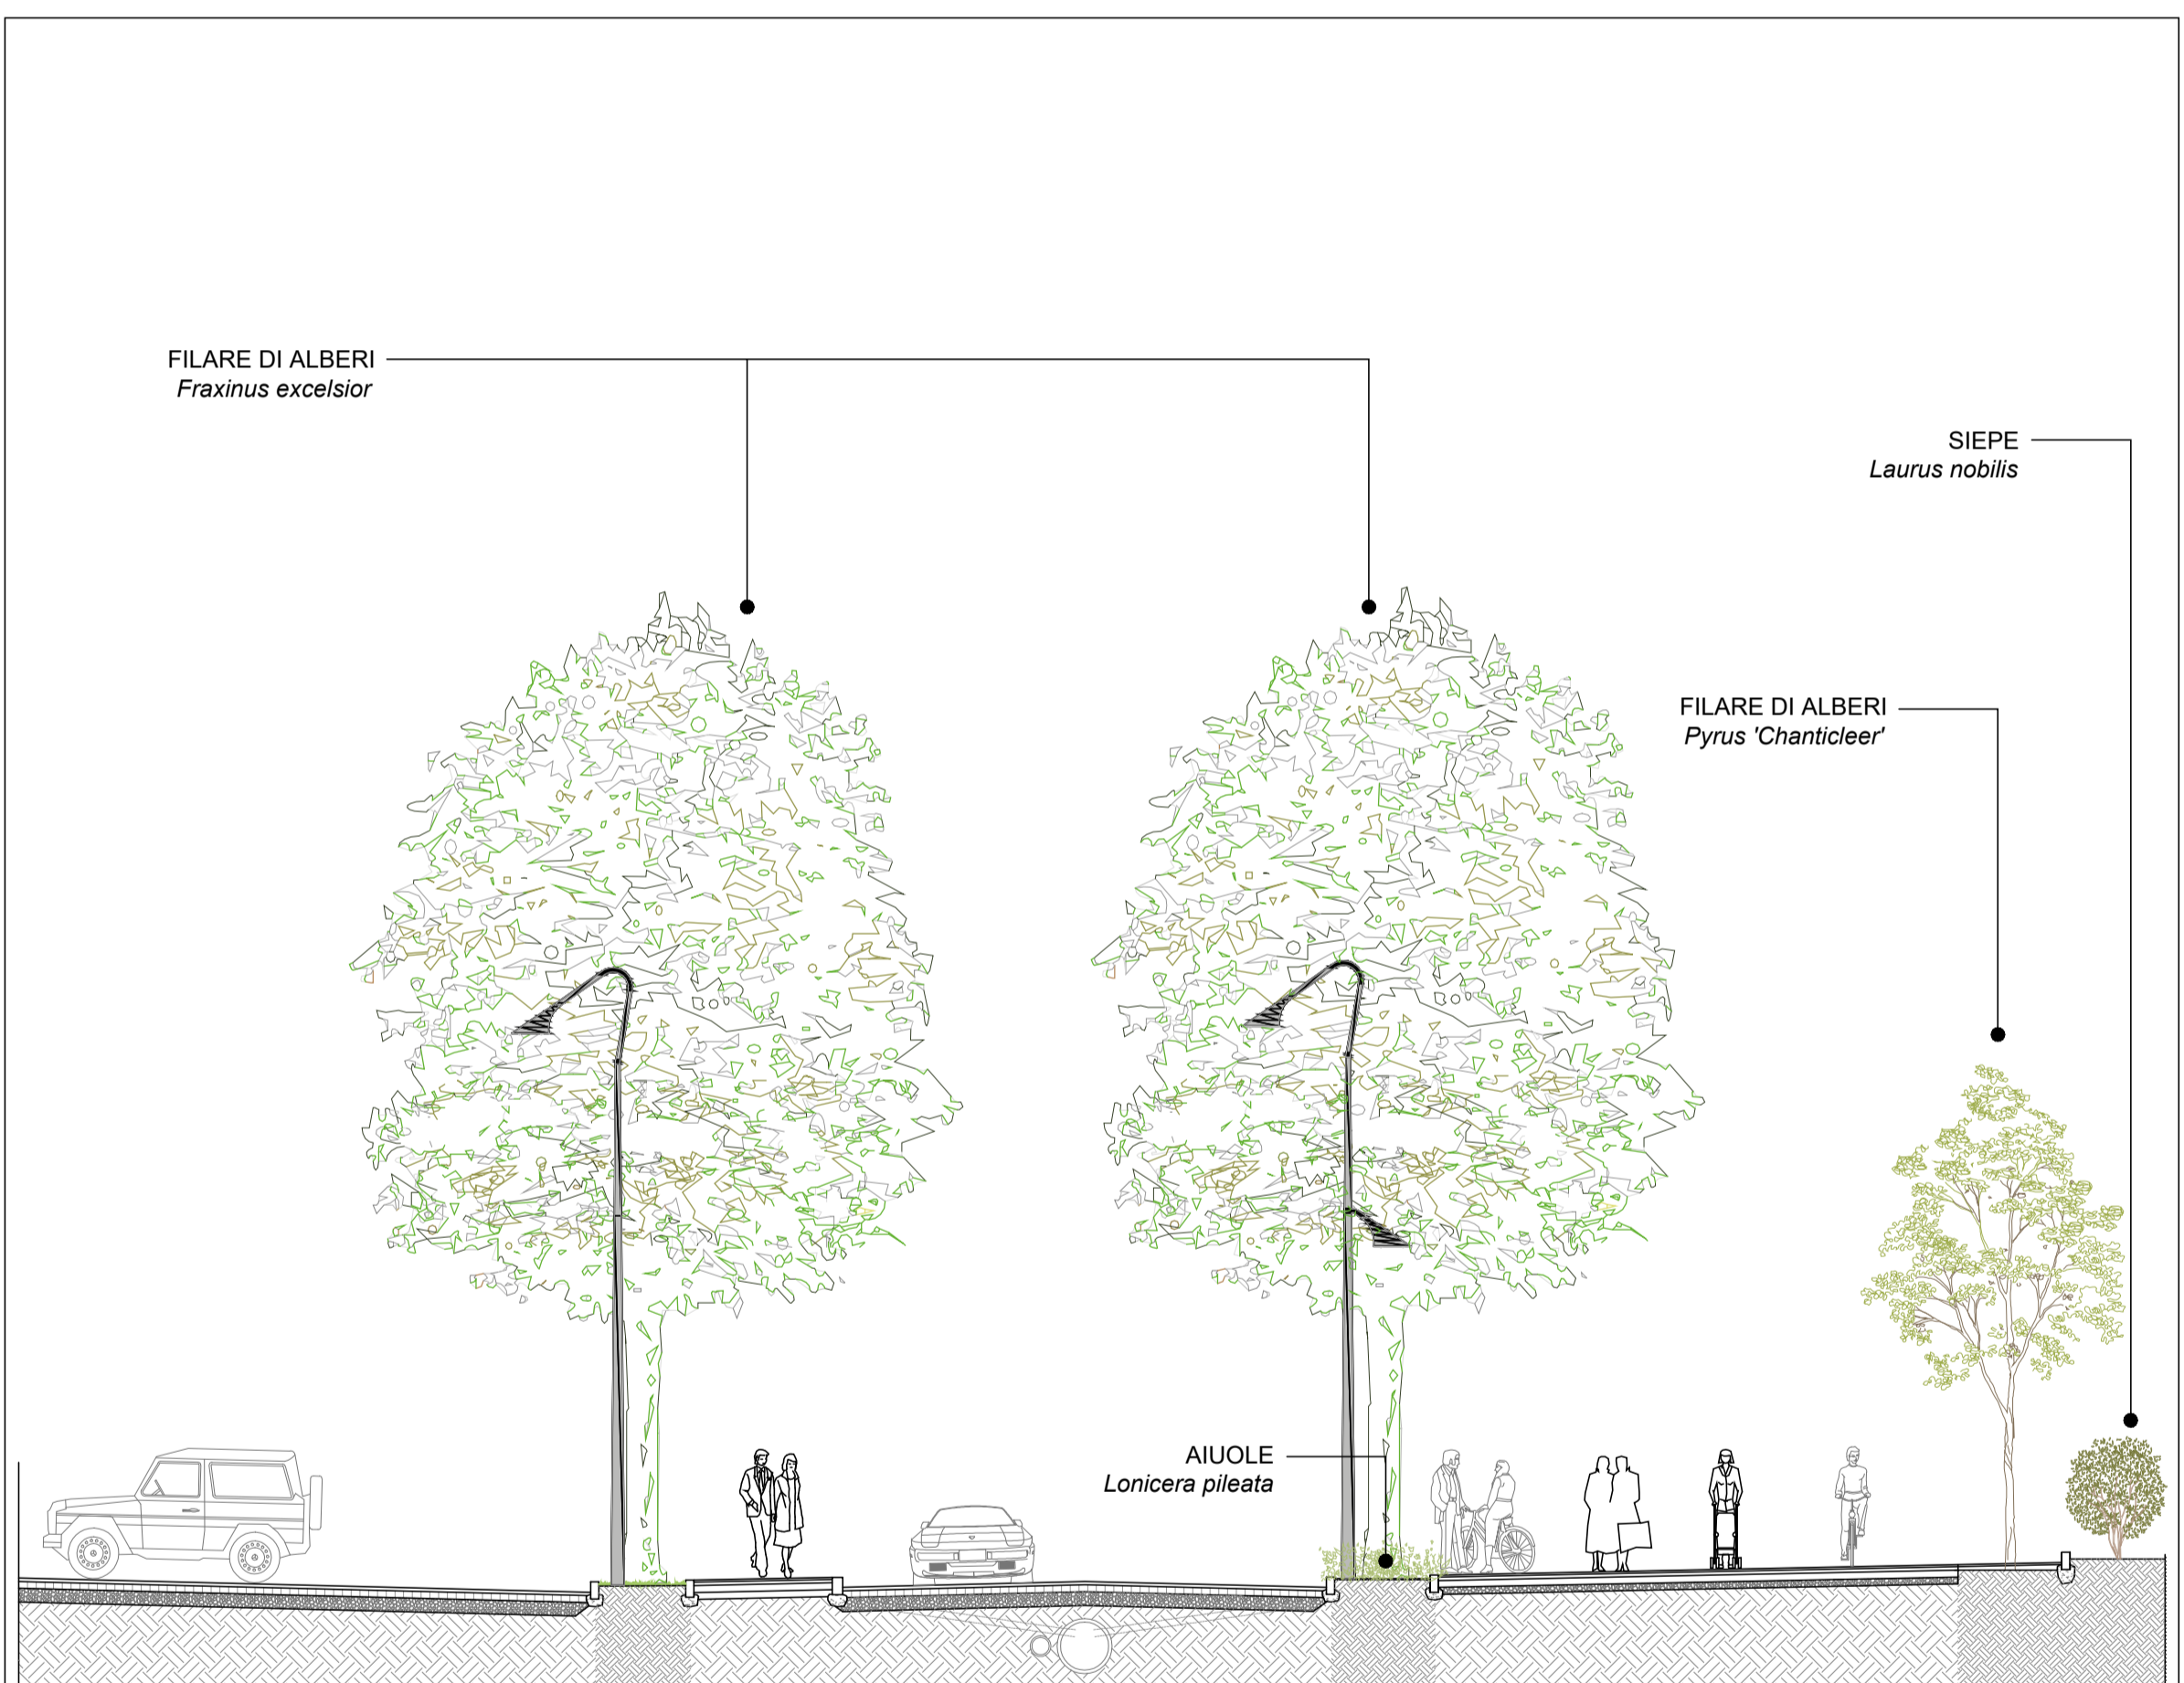 FILARE DI ALBERI
Fraxinus excelsior
SIEPE
Laurus nobilis
FILARE DI ALBERI
Pyrus 'Chanticleer'
AIUOLE
Lonicera pileata